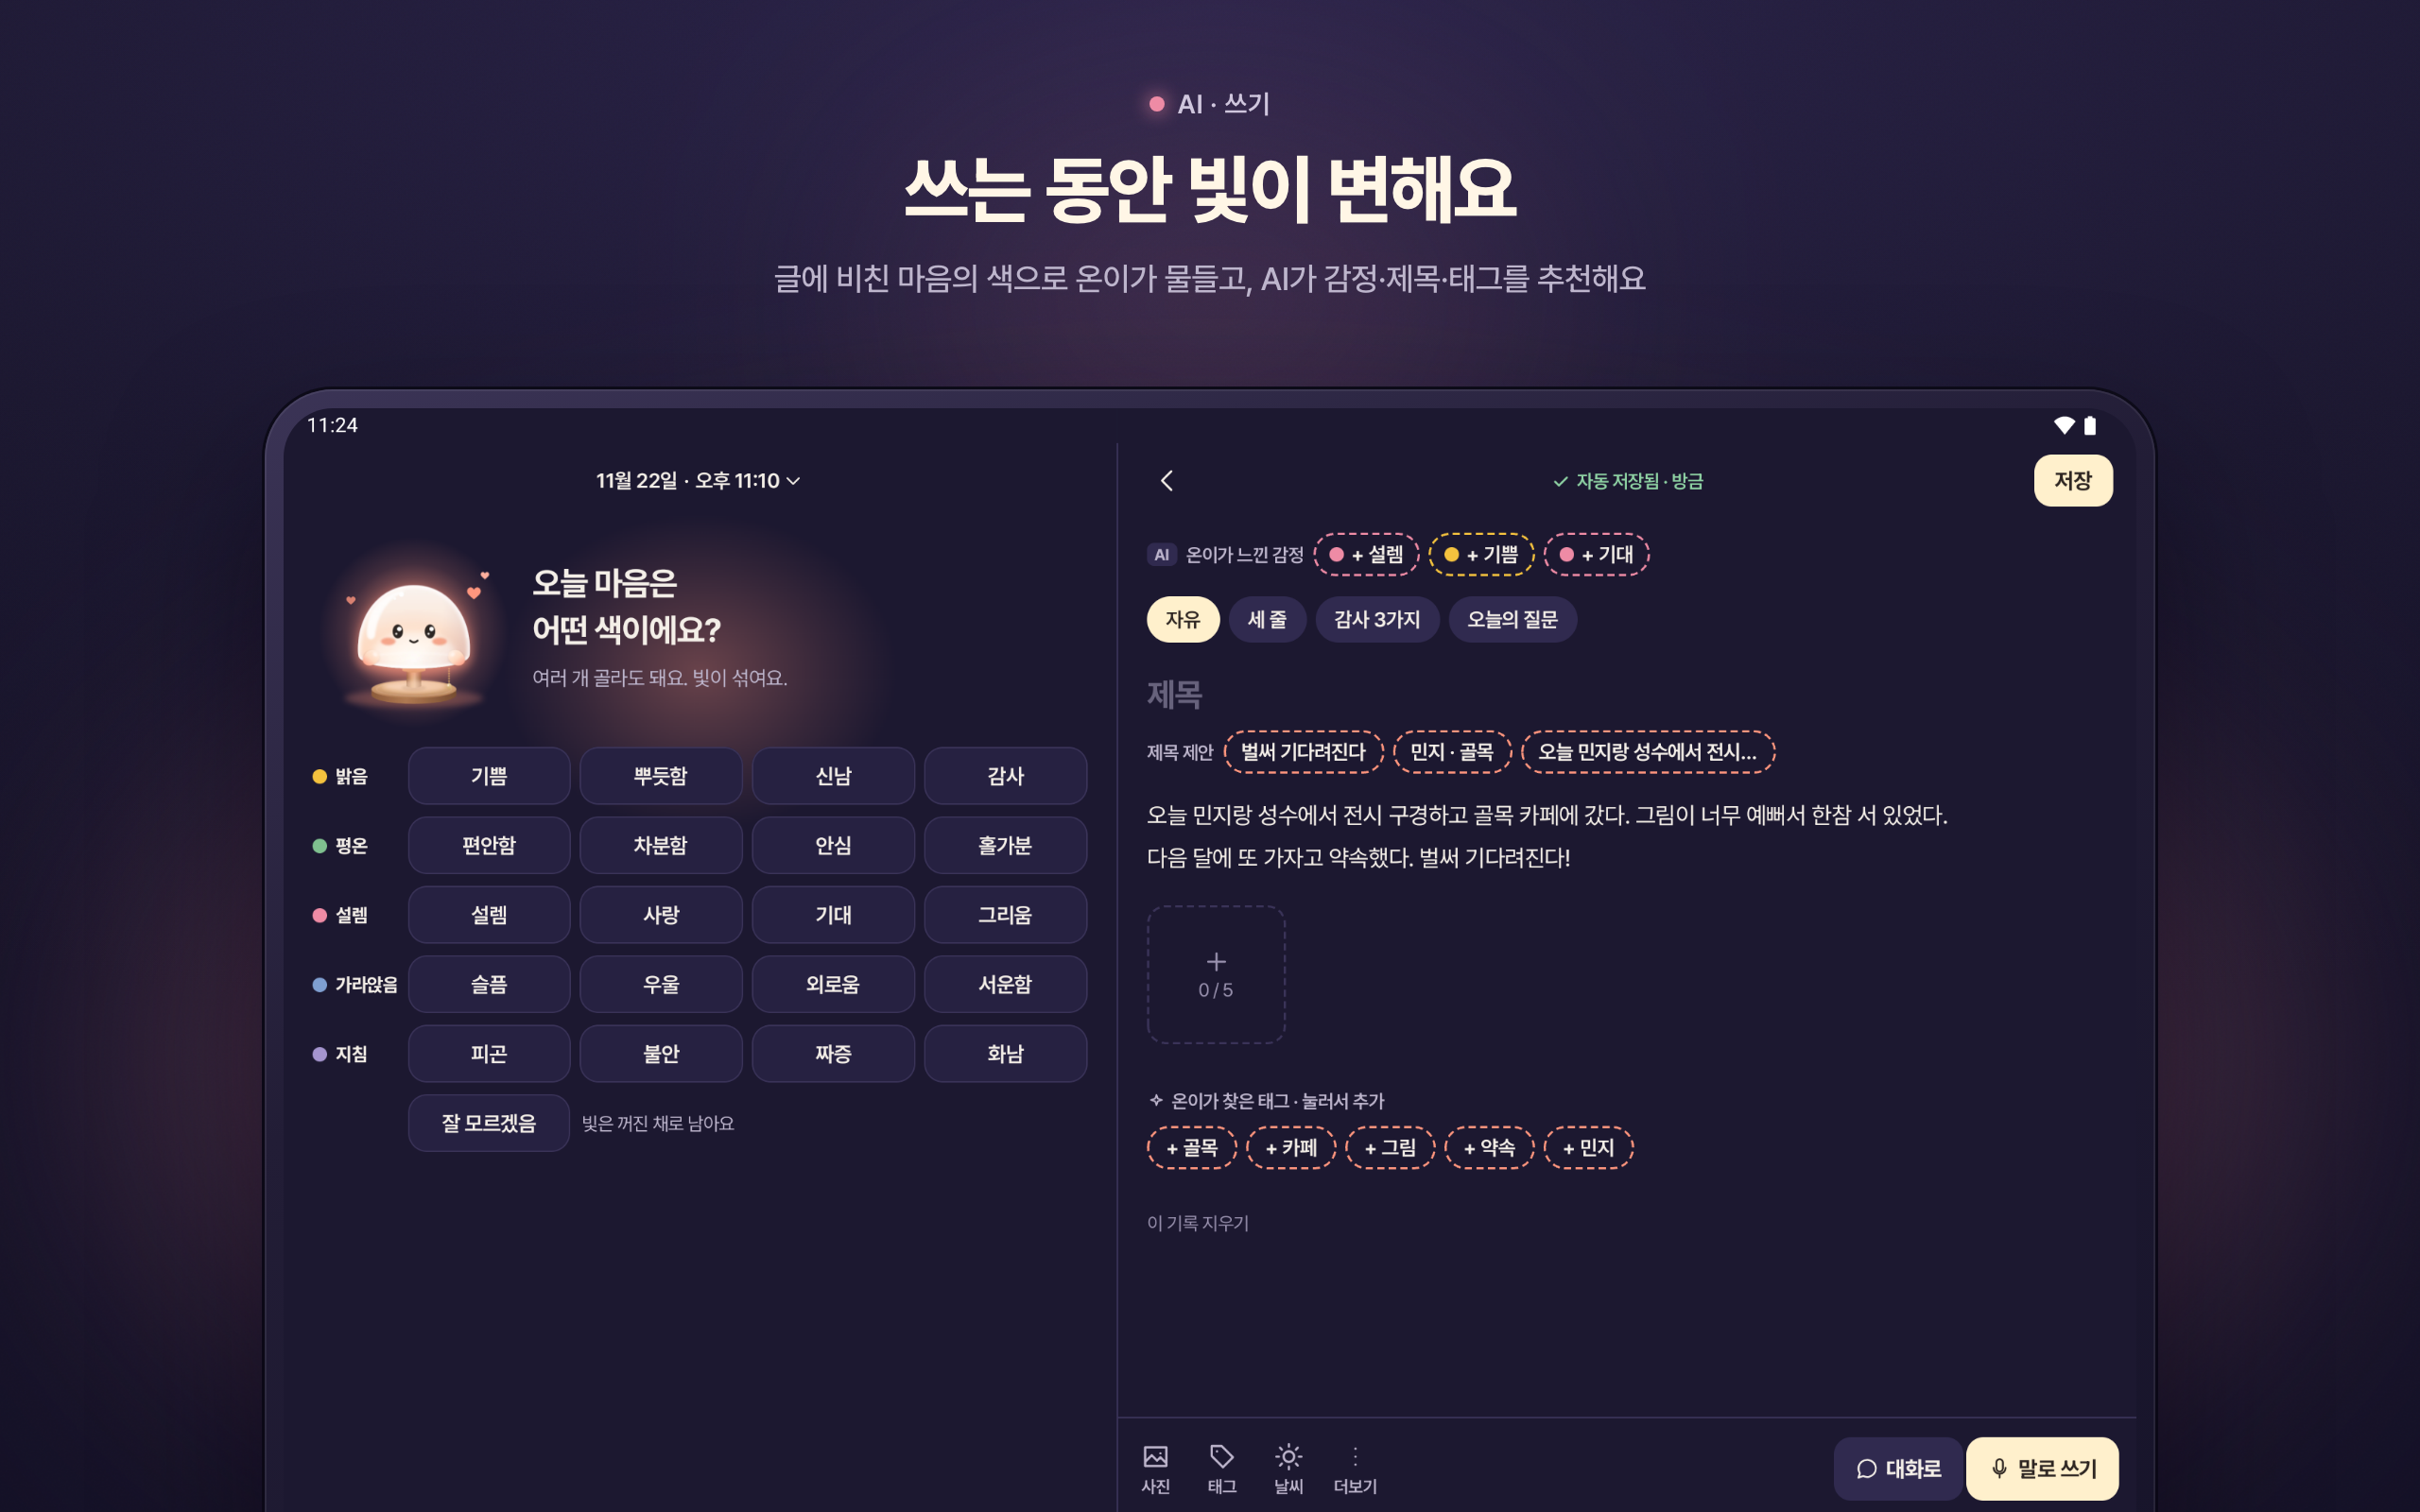 AI · 쓰기
쓰는 동안 빛이 변해요
글에 비친 마음의 색으로 온이가 물들고, AI가 감정·제목·태그를 추천해요
11:24
11월 22일 · 오후 11:10
오늘 마음은
어떤 색이에요?
여러 개 골라도 돼요. 빛이 섞여요.
밝음 기쁨 뿌듯함 신남 감사
평온 편안함 차분함 안심 홀가분
설렘 설렘 사랑 기대 그리움
가라앉음 슬픔 우울 외로움 서운함
지침 피곤 불안 짜증 화남
잘 모르겠음 빛은 꺼진 채로 남아요
자동 저장됨 · 방금
저장
AI 온이가 느낀 감정 + 설렘 + 기쁨 + 기대
자유 세 줄 감사 3가지 오늘의 질문
제목
제목 제안 벌써 기다려진다 민지 · 골목 오늘 민지랑 성수에서 전시...
오늘 민지랑 성수에서 전시 구경하고 골목 카페에 갔다. 그림이 너무 예뻐서 한참 서 있었다.
다음 달에 또 가자고 약속했다. 벌써 기다려진다!
0 / 5
온이가 찾은 태그 · 눌러서 추가
+ 골목 + 카페 + 그림 + 약속 + 민지
이 기록 지우기
사진 태그 날씨 더보기
대화로 말로 쓰기